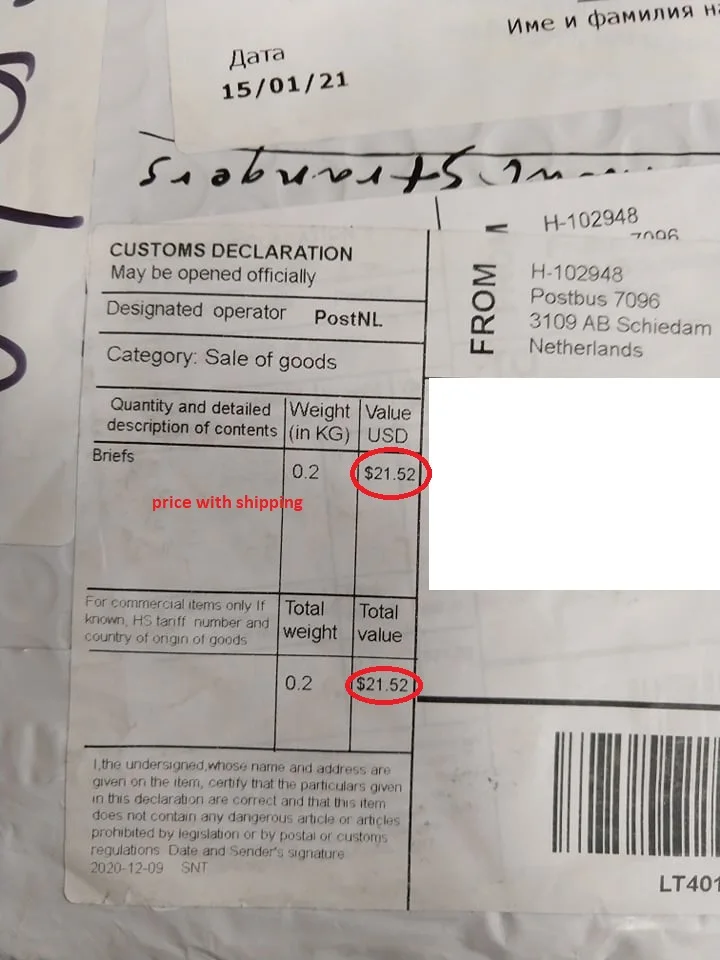 Име и фамилия
Дата
15/01/21
H-102948
7096
CUSTOMS DECLARATION
May be opened officially
Designated operator PostNL
Category: Sale of goods
FROM
H-102948
Postbus 7096
3109 AB Schiedam
Netherlands
Quantity and detailed
description of contents
Weight
(in KG)
Value
USD
Briefs
0.2
$21.52
price with shipping
For commercial items only If
known, HS tariff number and
country of origin of goods
Total
weight
Total
value
0.2
$21.52
I,the undersigned,whose name and address are
given on the item, certify that the particulars given
in this declaration are correct and that this item
does not contain any dangerous article or articles
prohibited by legislation or by postal or customs
regulations Date and Sender's signature
2020-12-09 SNT
LT401